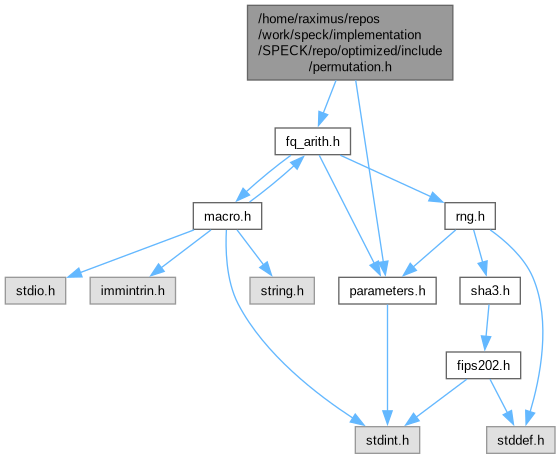 /home/raximus/repos
/work/speck/implementation
/SPECK/repo/optimized/include
/permutation.h
fq_arith.h
macro.h
rng.h
stdio.h
immintrin.h
string.h
parameters.h
sha3.h
fips202.h
stdint.h
stddef.h